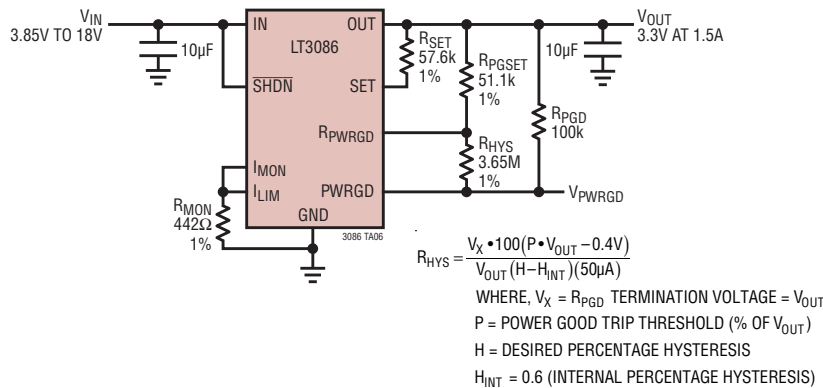 VIN
3.85V TO 18V
10µF
IN
OUT
LT3086
SHDN
SET
RPWRGD
IMON
ILIM
PWRGD
GND
3086 TA06
RMON
442Ω
1%
RSET
57.6k
1%
RPGSET
51.1k
1%
RHYS
3.65M
1%
10µF
RPGD
100k
VOUT
3.3V AT 1.5A
VPWRGD
RHYS = VX•100(P•VOUT–0.4V) / VOUT(H–HINT)(50µA)
WHERE, VX = RPGD TERMINATION VOLTAGE = VOUT
P = POWER GOOD TRIP THRESHOLD (% OF VOUT)
H = DESIRED PERCENTAGE HYSTERESIS
HINT = 0.6 (INTERNAL PERCENTAGE HYSTERESIS)